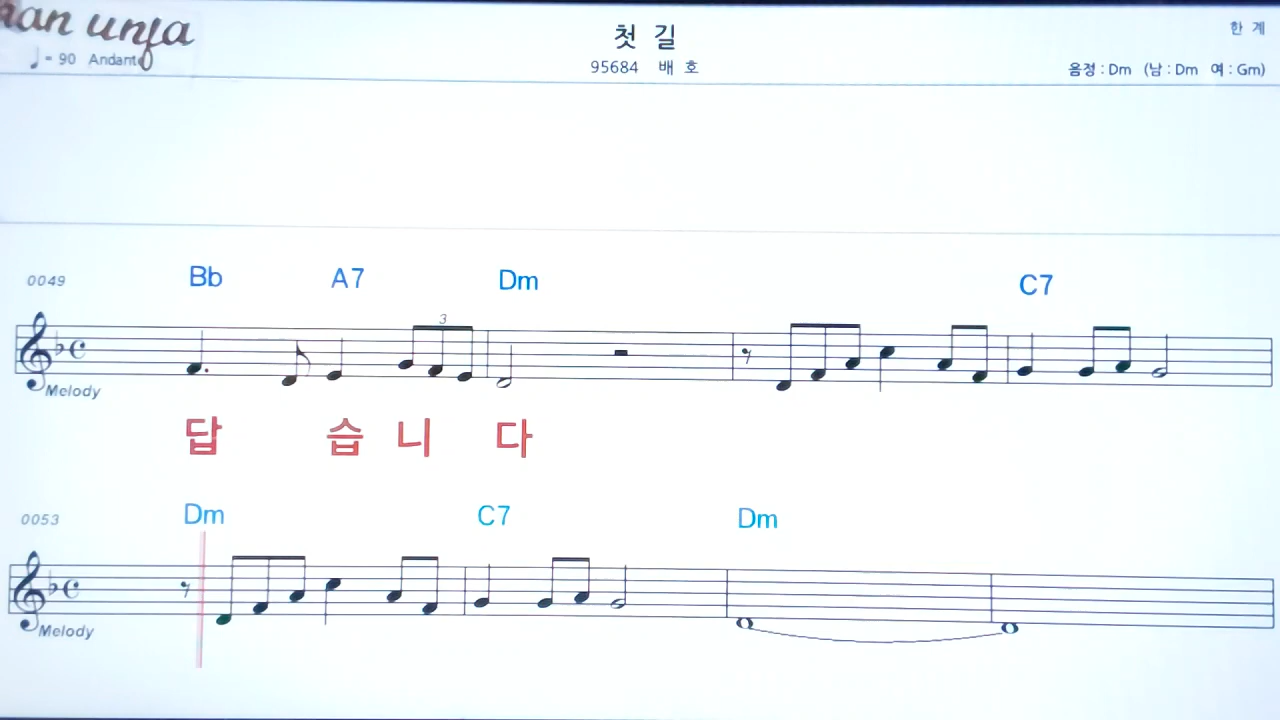 첫 길
♩= 90 Andante
95684 배 호
한 계
음정 : Dm (남 : Dm 여 : Gm)
0049 Bb A7 Dm C7
3
Melody
답 습 니 다
0053 Dm C7 Dm
Melody